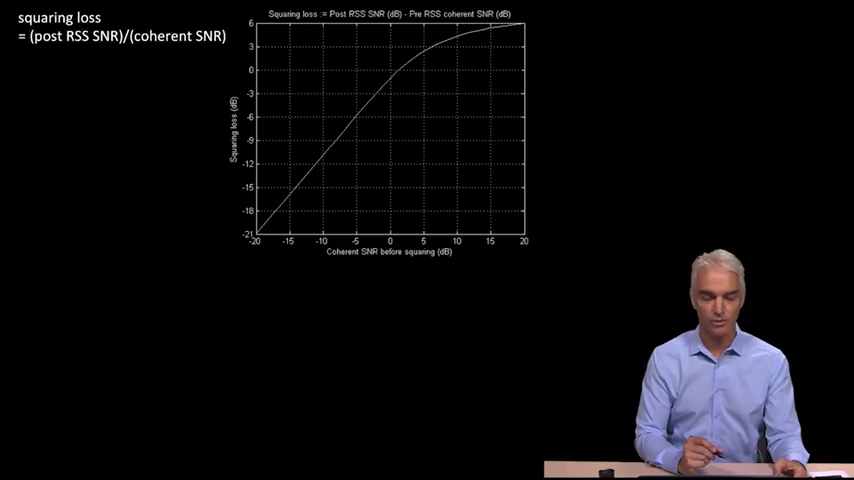 squaring loss
= (post RSS SNR)/(coherent SNR)
Squaring loss := Post RSS SNR (dB) - Pre RSS coherent SNR (dB)
Squaring loss (dB)
6
3
0
-3
-6
-9
-12
-15
-18
-21
-20 -15 -10 -5 0 5 10 15 20
Coherent SNR before squaring (dB)